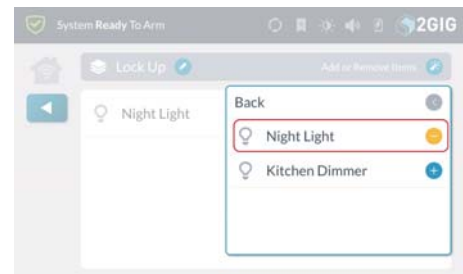 System Ready To Arm
2GIG
Lock Up
Add or Remove Items
Night Light
Back
Night Light
Kitchen Dimmer